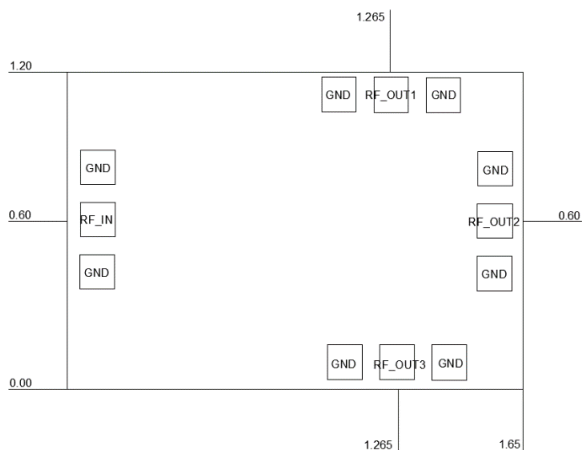 1.265
1.20
GND RF_OUT1 GND
GND GND
0.60 RF_IN RF_OUT2 0.60
GND GND
GND RF_OUT3 GND
0.00
1.265 1.65